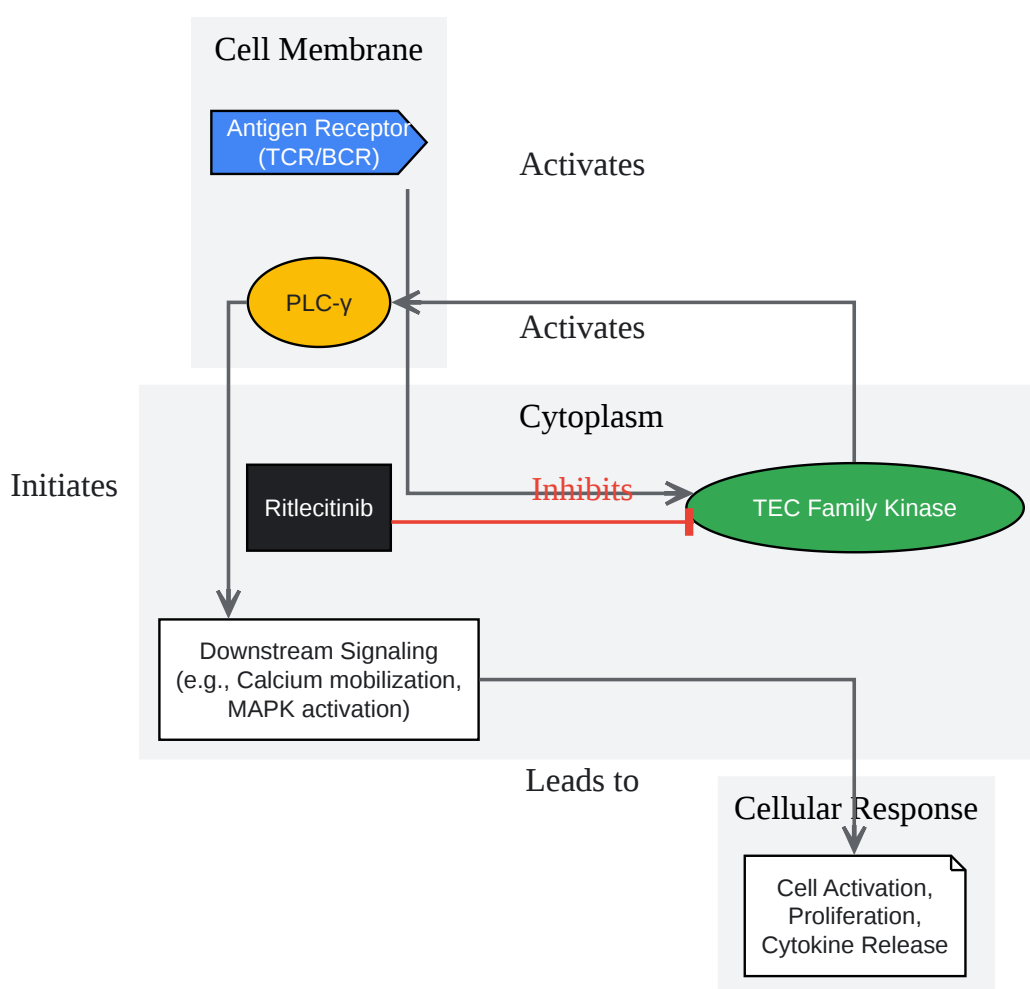 Cell Membrane
Antigen Receptor
(TCR/BCR)
Activates
PLC-γ
Activates
Cytoplasm
Initiates
Inhibits
Ritlecitinib
TEC Family Kinase
Downstream Signaling
(e.g., Calcium mobilization,
MAPK activation)
Leads to
Cellular Response
Cell Activation,
Proliferation,
Cytokine Release